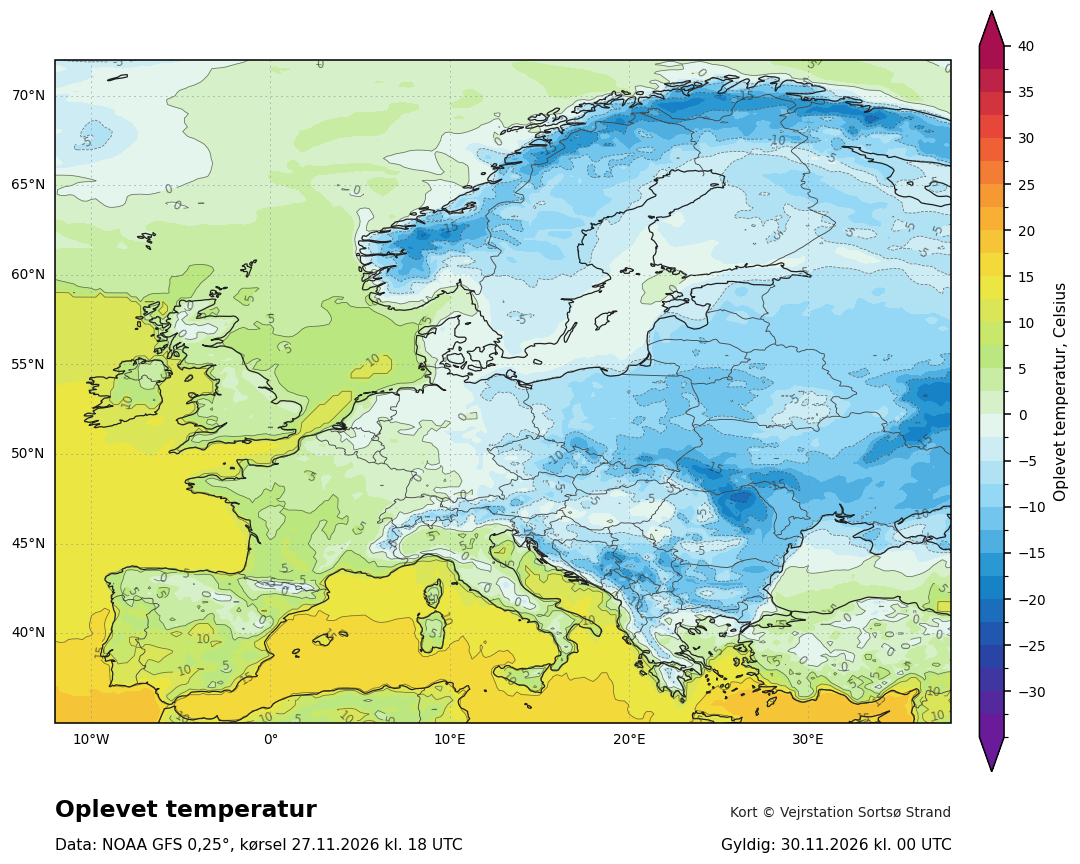 40
35
30
25
20
15
10
5
0
−5
−10
−15
−20
−25
−30
Oplevet temperatur, Celsius
70°N
65°N
60°N
55°N
50°N
45°N
40°N
10°W
0°
10°E
20°E
30°E
Oplevet temperatur
Kort © Vejrstation Sortsø Strand
Data: NOAA GFS 0,25°, kørsel 27.11.2026 kl. 18 UTC
Gyldig: 30.11.2026 kl. 00 UTC